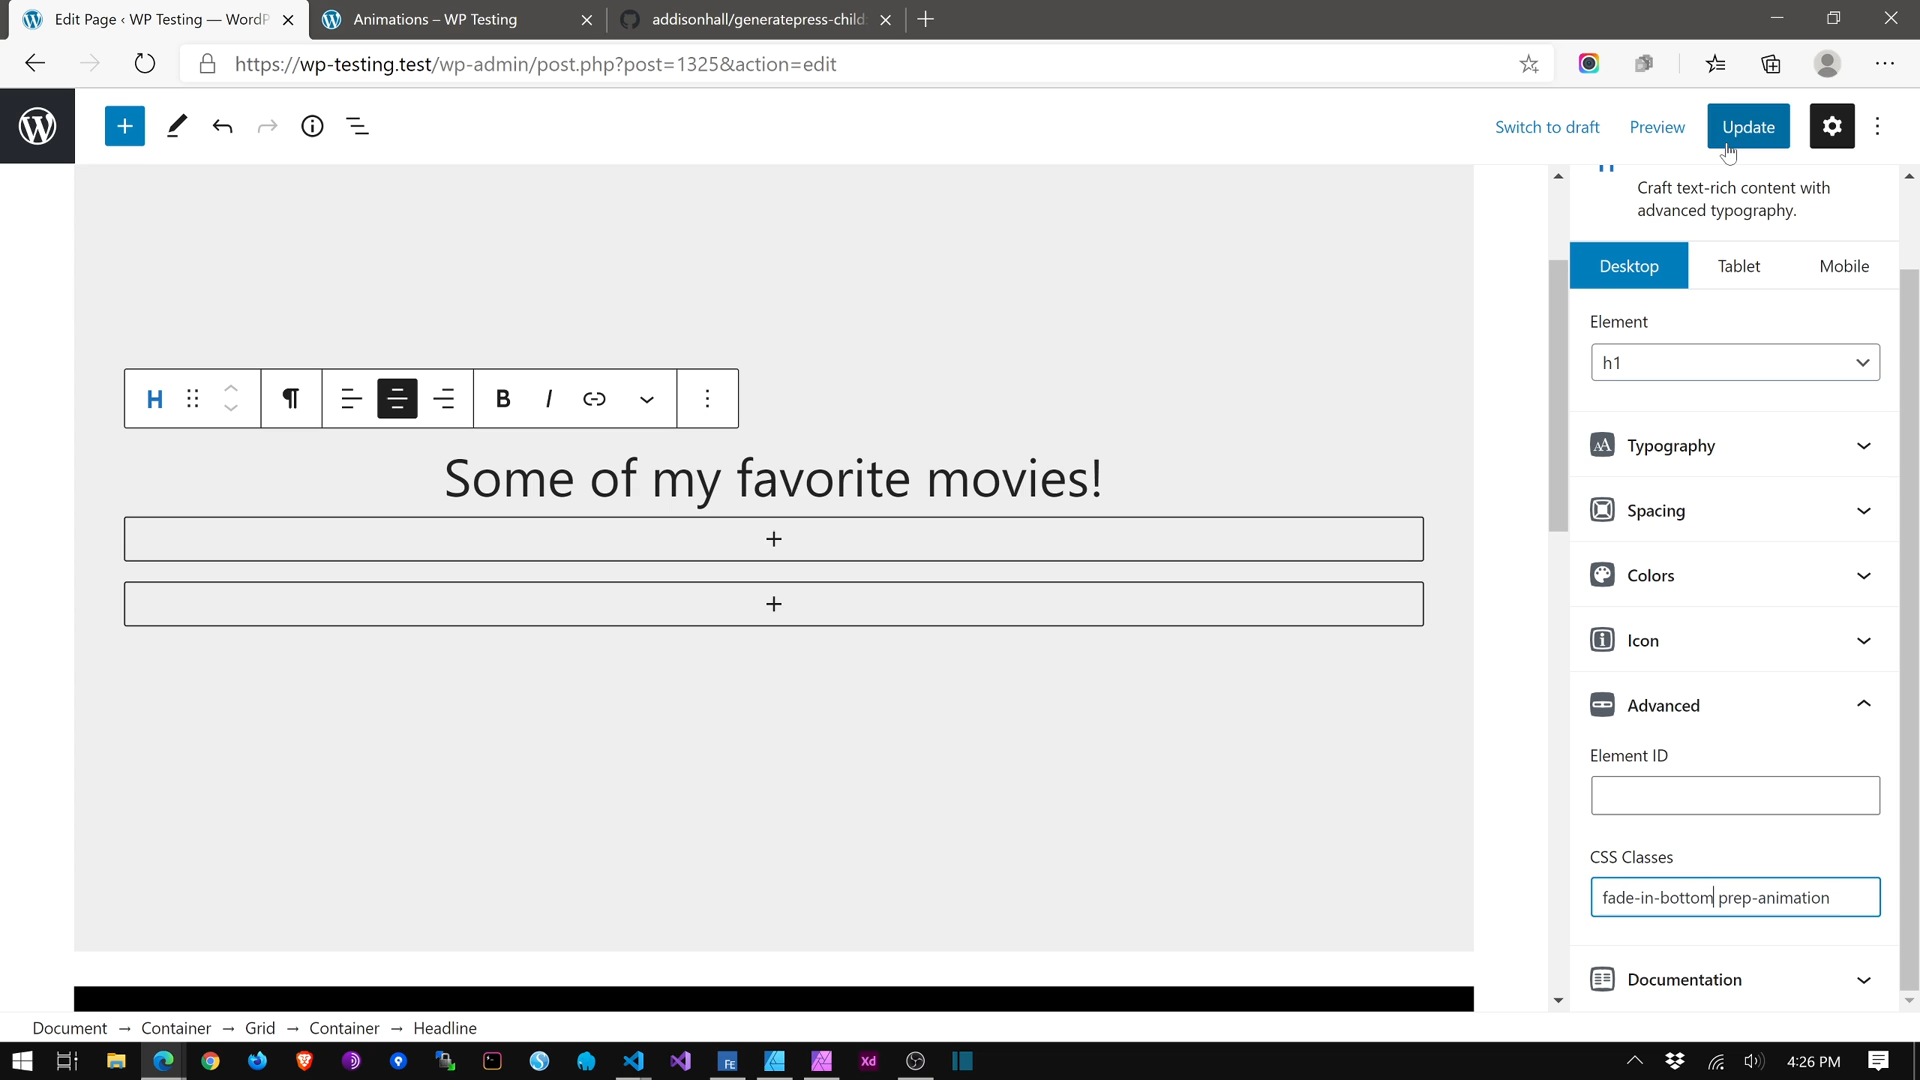 Edit Page ‹ WP Testing — WordP
Animations – WP Testing
addisonhall/generatepress-child
https://wp-testing.test/wp-admin/post.php?post=1325&action=edit
Switch to draft
Preview
Update
Craft text-rich content with
advanced typography.
Desktop
Tablet
Mobile
Element
h1
Typography
Spacing
Colors
Icon
Advanced
Element ID
CSS Classes
fade-in-bottom prep-animation
Documentation
H
B
I
Some of my favorite movies!
Document → Container → Grid → Container → Headline
FE
Xd
4:26 PM